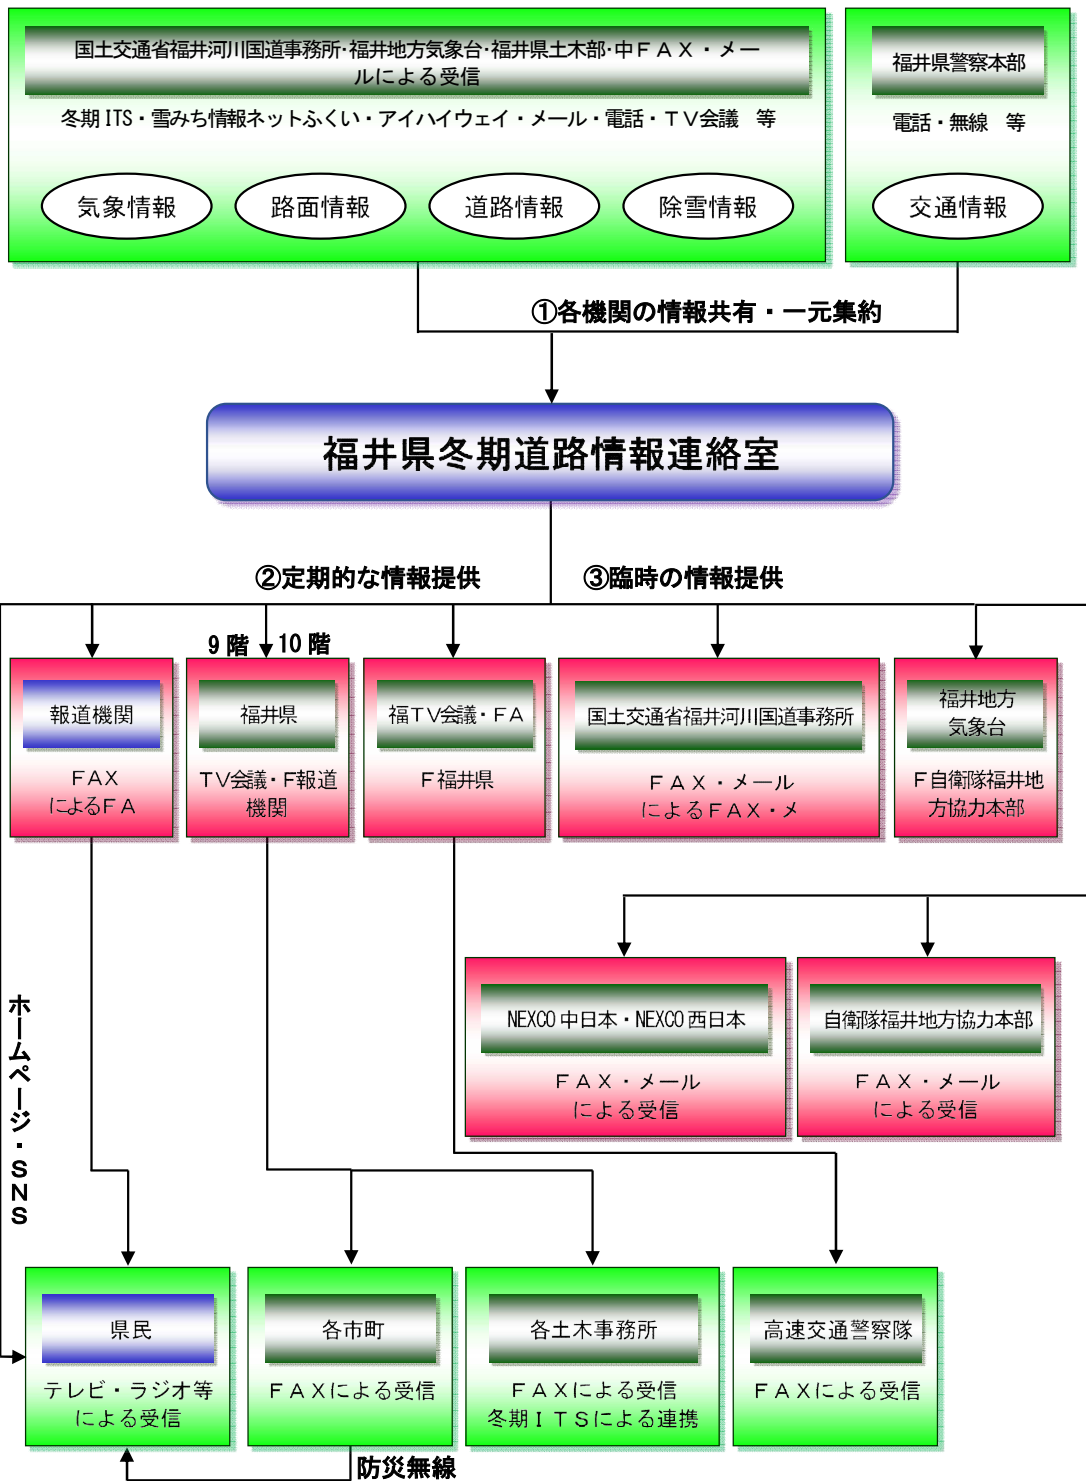 国土交通省福井河川国道事務所・福井地方気象台・福井県土木部・中ＦＡＸ・メー
ルによる受信
冬期ITS・雪みち情報ネットふくい・アイハイウェイ・メール・電話・ＴＶ会議　等
気象情報
路面情報
道路情報
除雪情報
福井県警察本部
電話・無線　等
交通情報
①各機関の情報共有・一元集約
福井県冬期道路情報連絡室
②定期的な情報提供
③臨時の情報提供
9階
10階
報道機関
ＦＡＸ
によるＦＡ
福井県
ＴＶ会議・Ｆ報道
機関
福ＴＶ会議・ＦＡ
Ｆ福井県
国土交通省福井河川国道事務所
ＦＡＸ・メール
によるＦＡＸ・メ
福井地方
気象台
Ｆ自衛隊福井地
方協力本部
NEXCO中日本・NEXCO西日本
ＦＡＸ・メール
による受信
自衛隊福井地方協力本部
ＦＡＸ・メール
による受信
ホームページ・ＳＮＳ
県民
テレビ・ラジオ等
による受信
各市町
ＦＡＸによる受信
各土木事務所
ＦＡＸによる受信
冬期ＩＴＳによる連携
高速交通警察隊
ＦＡＸによる受信
防災無線